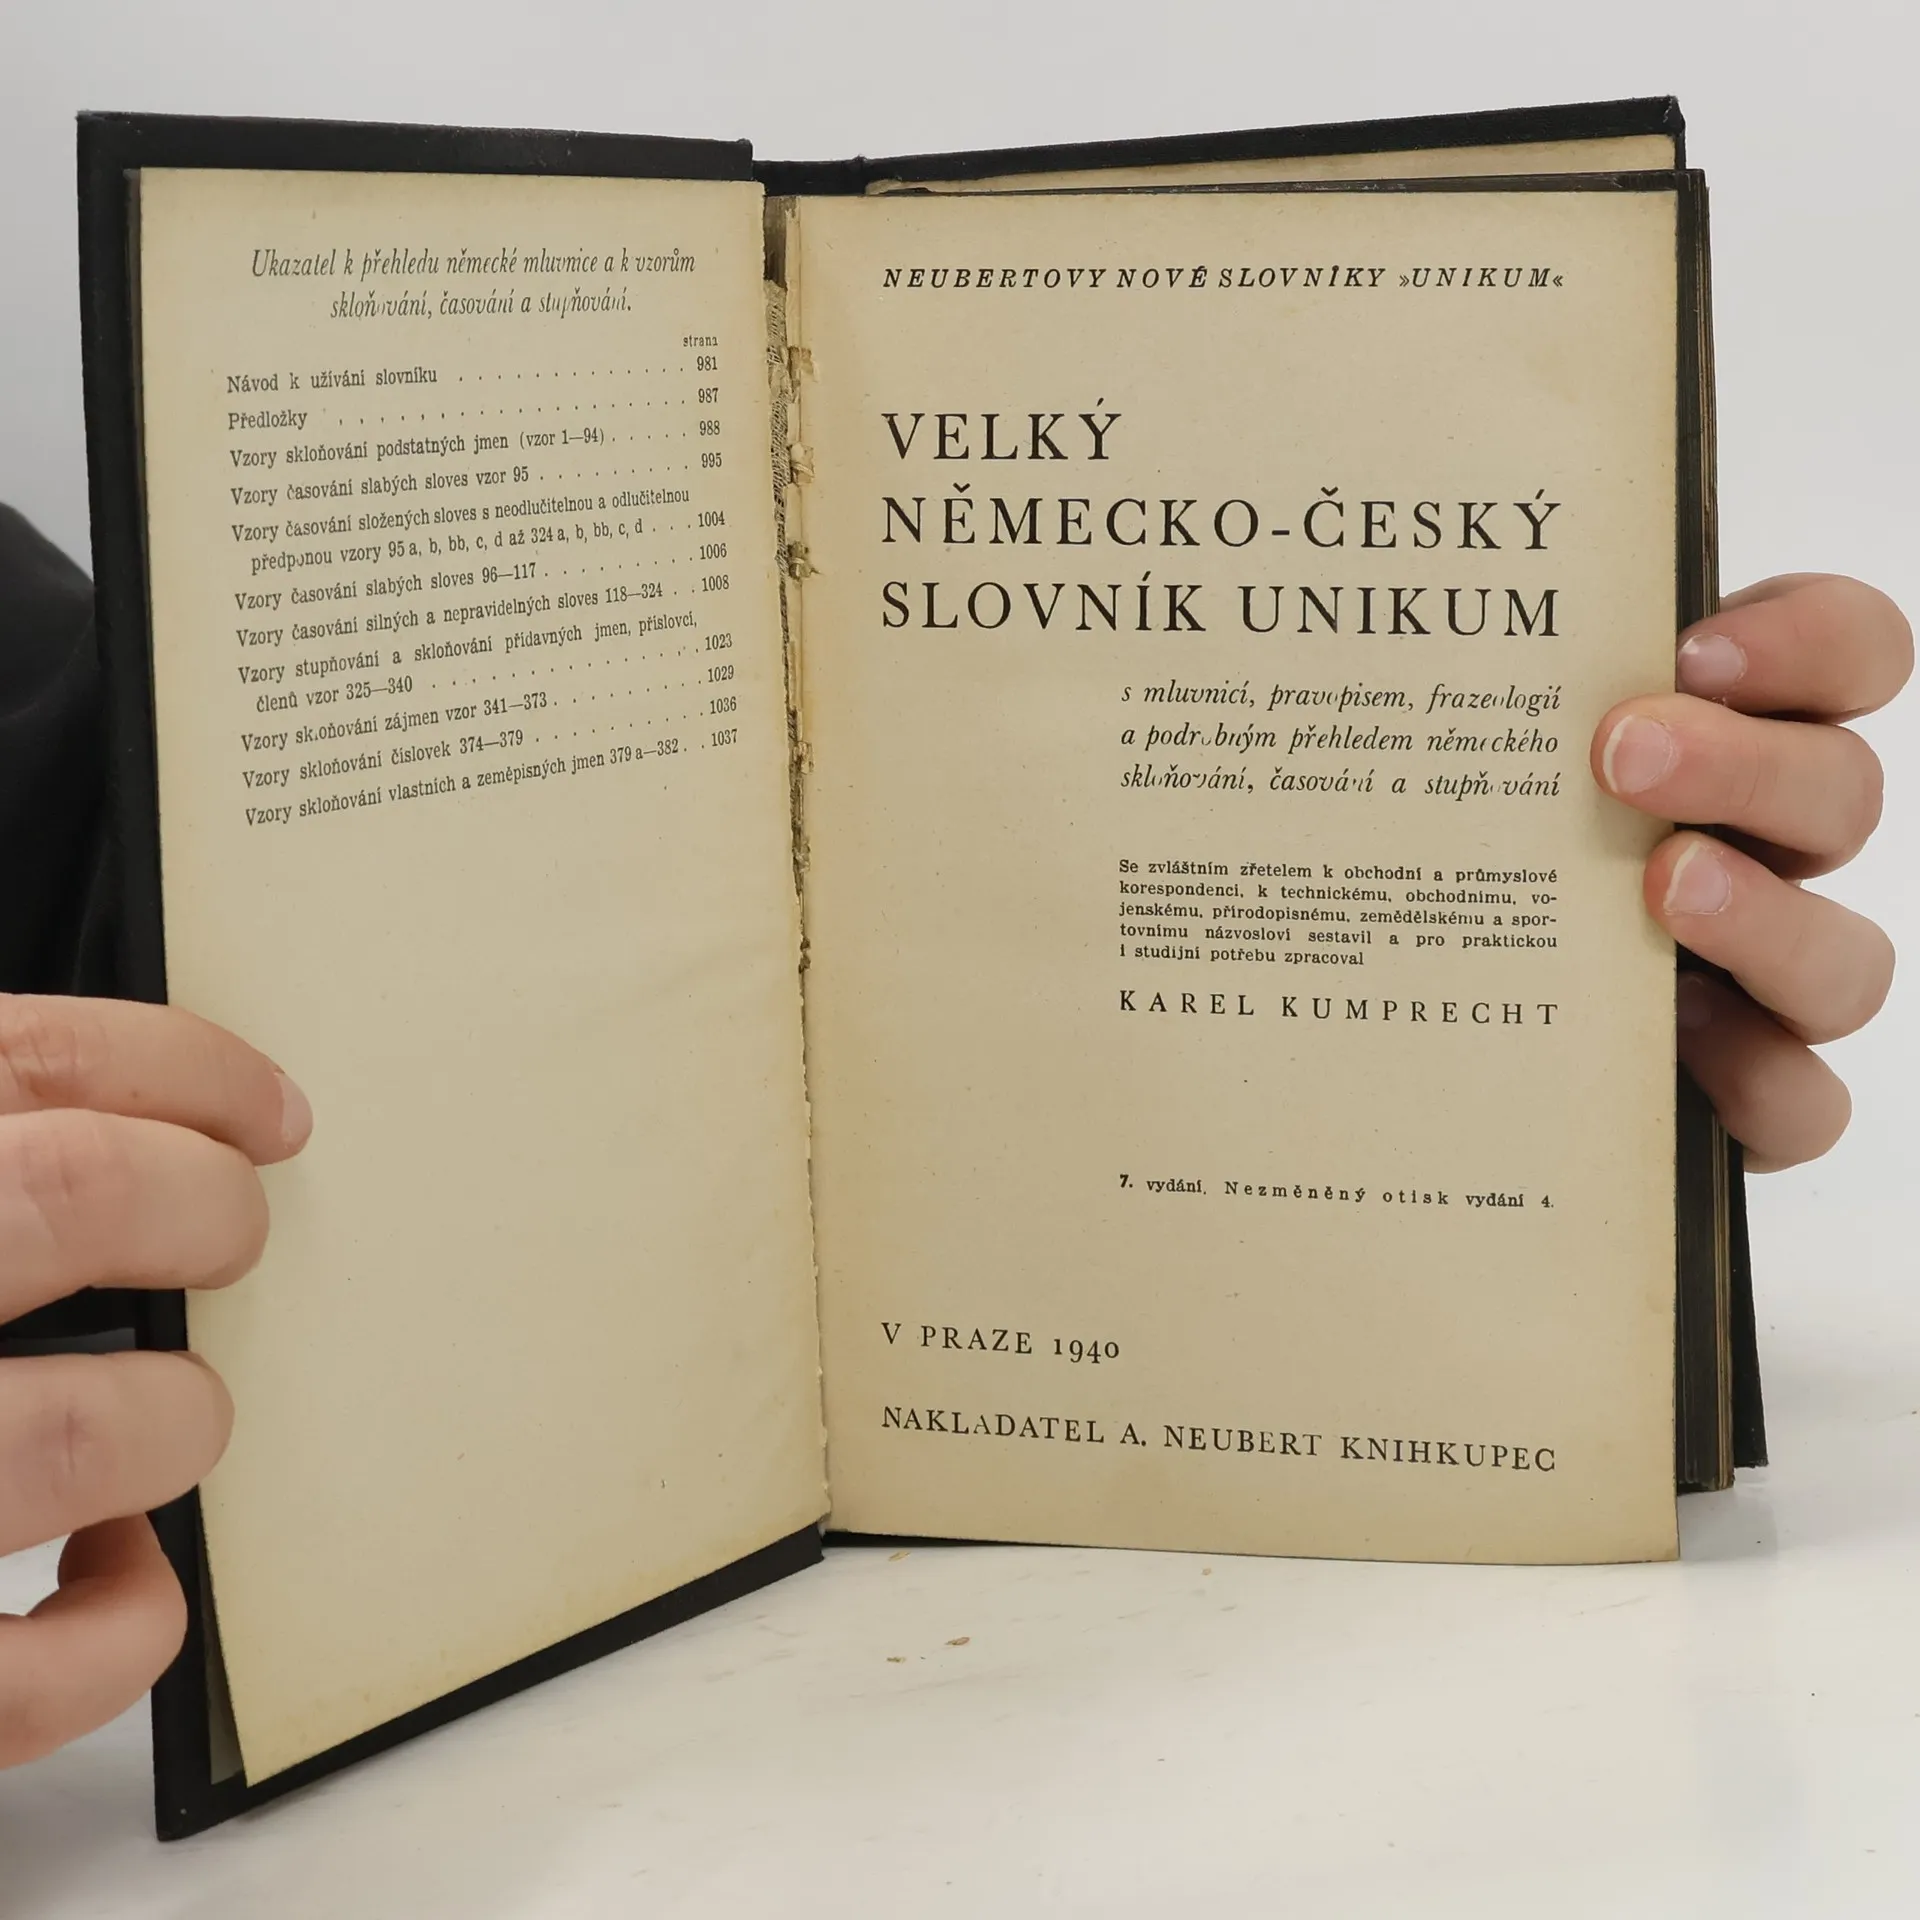 Ukazatel k přehledu německé mluvnice a k vzorům
skloňování, časování a stupňování.
strana
Návod k užívání slovníku . . . . . . . . . . . . . 981
Předložky . . . . . . . . . . . . . . . . . . . 987
Vzory skloňování podstatných jmen (vzor 1—94) . . . . . 988
Vzory časování slabých sloves vzor 95 . . . . . . . . 995
Vzory časování složených sloves s neodlučitelnou a odlučitelnou
předponou vzory 95 a, b, bb, c, d až 324 a, b, bb, c, d . . . 1004
Vzory časování slabých sloves 96—117 . . . . . . . . . 1006
Vzory časování silných a nepravidelných sloves 118—324 . . 1008
Vzory stupňování a skloňování přídavných jmen, příslovcí,
členů vzor 325—340 . . . . . . . . . . . . . . 1023
Vzory skloňování zájmen vzor 341—373 . . . . . . . . 1029
Vzory skloňování číslovek 374—379 . . . . . . . . . 1036
Vzory skloňování vlastních a zeměpisných jmen 379 a—382 . . 1037
NEUBERTOVY NOVÉ SLOVNÍKY »UNIKUM«
VELKÝ
NĚMECKO-ČESKÝ
SLOVNÍK UNIKUM
s mluvnicí, pravopisem, frazeologií
a podrobným přehledem německého
skloňování, časování a stupňování
Se zvláštním zřetelem k obchodní a průmyslové
korespondenci, k technickému, obchodnímu, vo-
jenskému, přírodopisnému, zemědělskému a spor-
tovnímu názvosloví sestavil a pro praktickou
i studijní potřebu zpracoval
KAREL KUMPRECHT
7. vydání. Nezměněný otisk vydání 4.
V PRAZE 1940
NAKLADATEL A. NEUBERT KNIHKUPEC